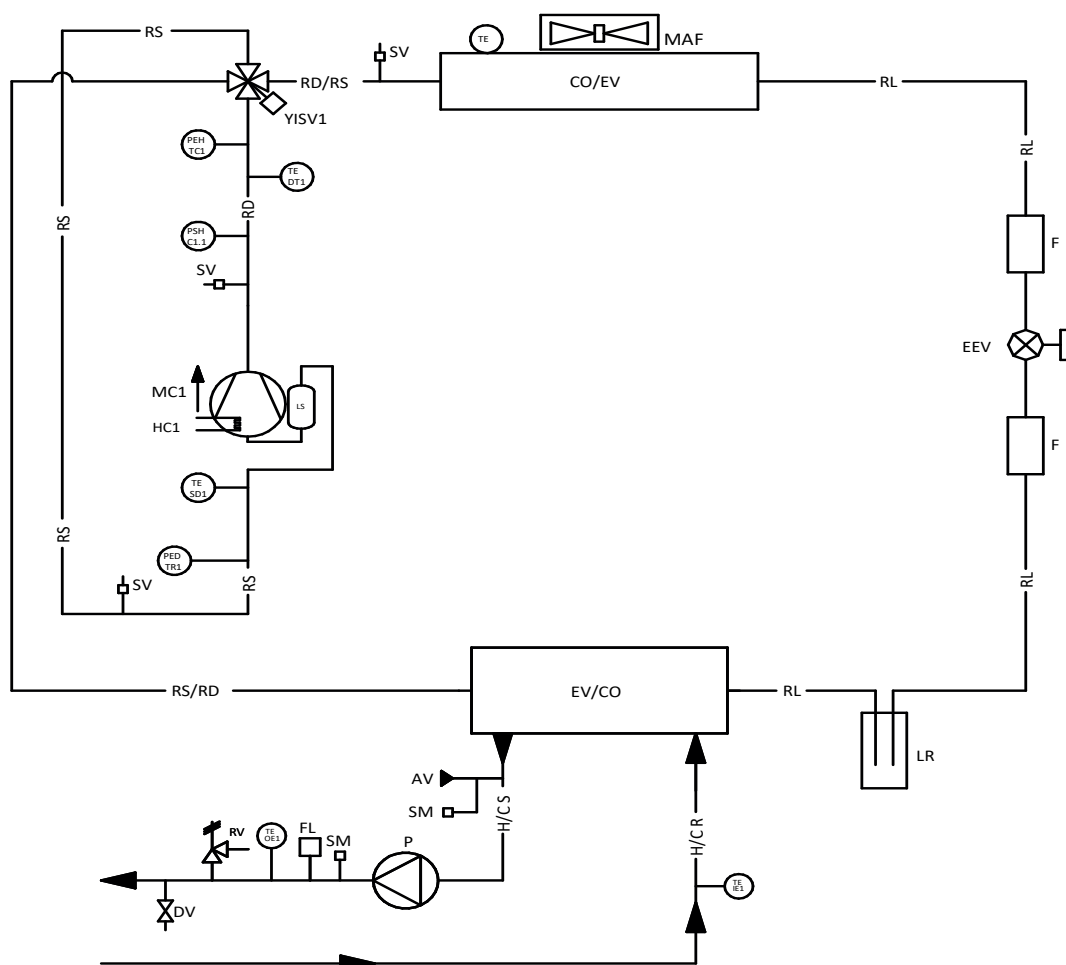 RS
SV
TE
MAF
RD/RS
CO/EV
RL
YISV1
PEH
TC1
TE
DT1
RL
RS
RD
PSH
C1.1
F
SV
EEV
MC1
LS
HC1
F
TE
SD1
RS
PED
TR1
SV
RS
RL
RS/RD
EV/CO
RL
LR
AV
SM
H/C S
H/C R
RV
TE
OE1
FL
SM
P
TE
IE1
DV